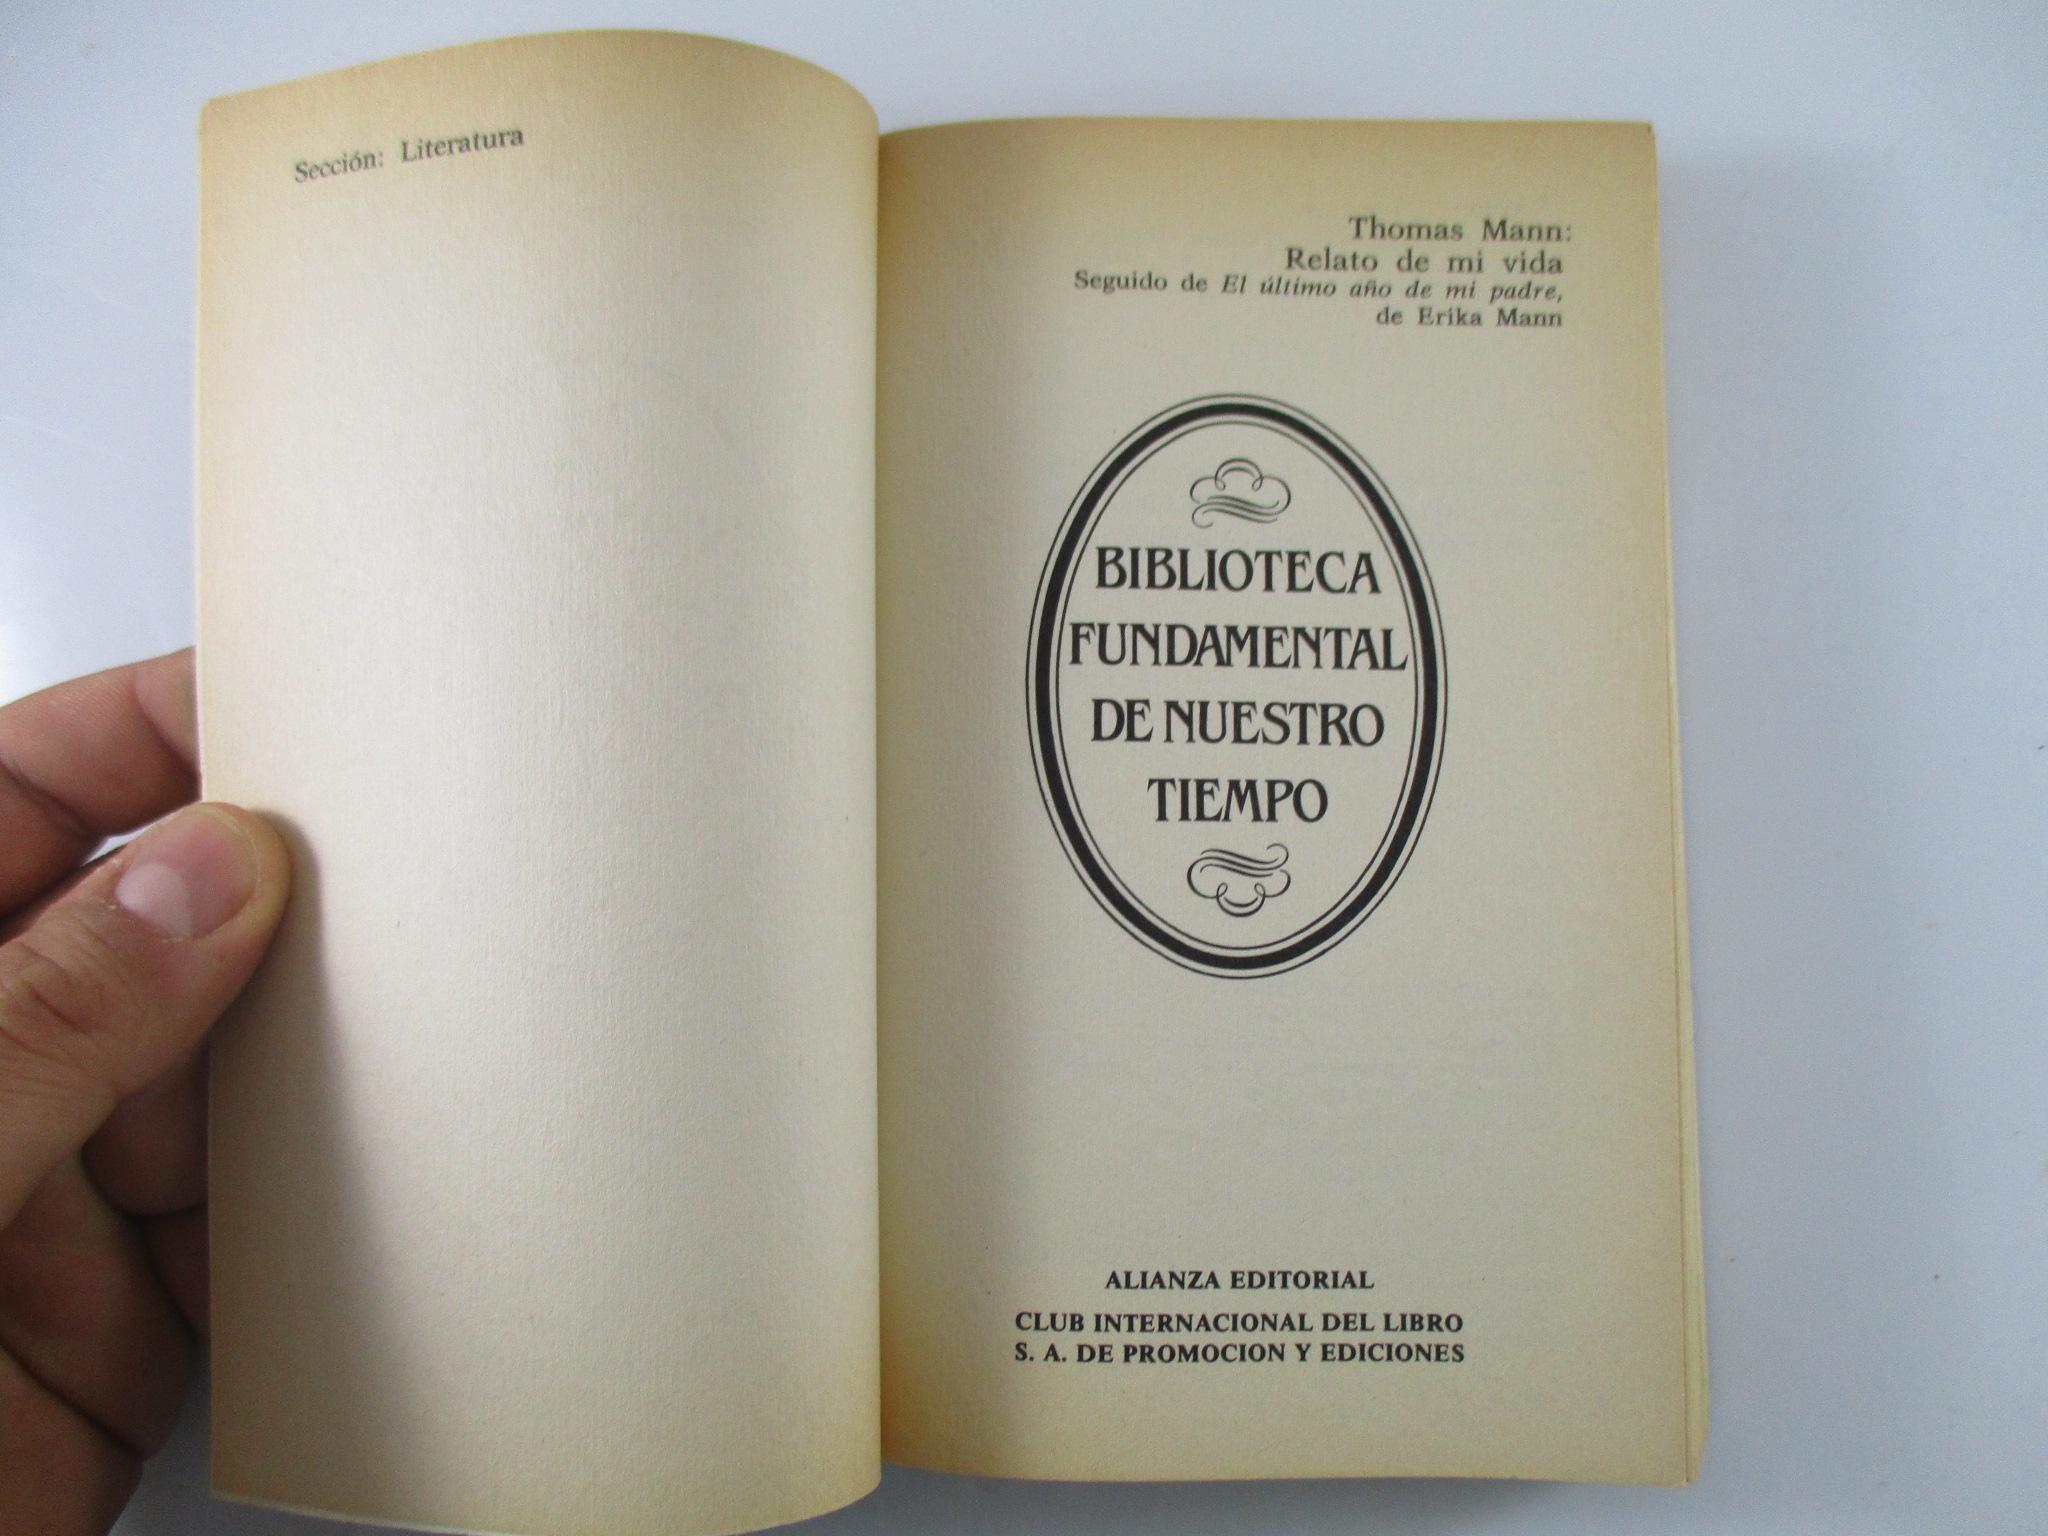 Sección: Literatura
Thomas Mann:
Relato de mi vida
Seguido de El último año de mi padre,
de Erika Mann
BIBLIOTECA
FUNDAMENTAL
DE NUESTRO
TIEMPO
ALIANZA EDITORIAL
CLUB INTERNACIONAL DEL LIBRO
S. A. DE PROMOCION Y EDICIONES